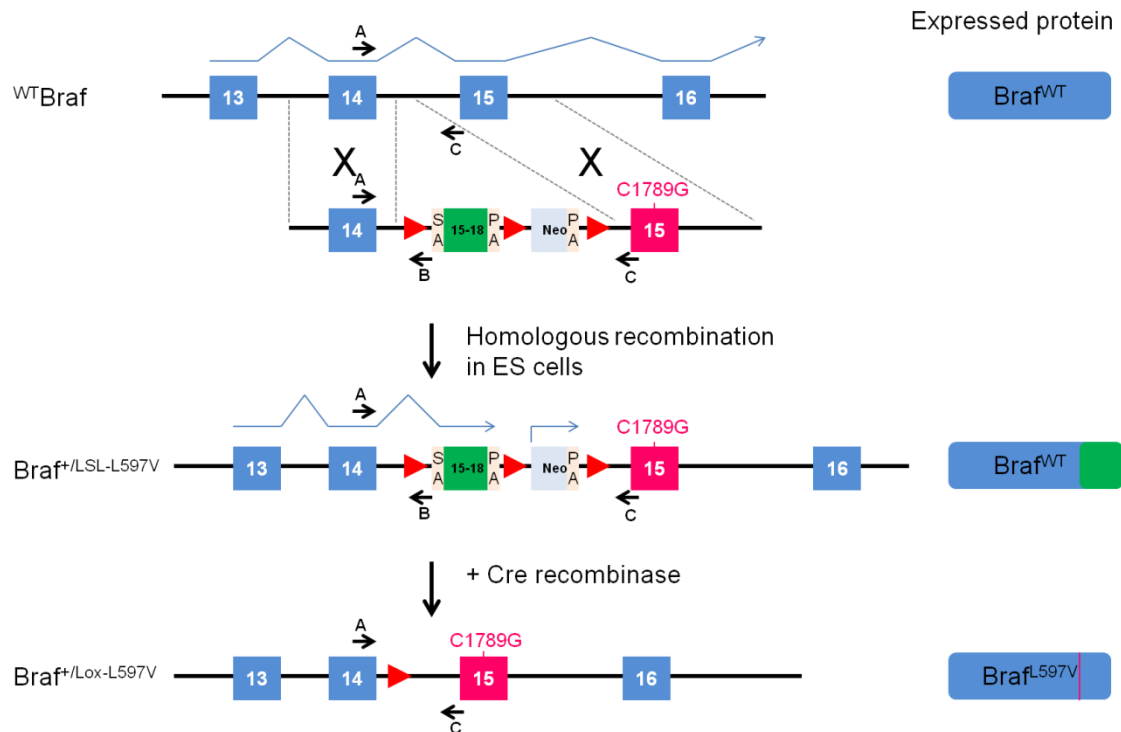 Expressed protein
A
WTBraf
13
14
15
16
BrafWT
C
X
A
X
C1789G
14
S
A
15-18
P
A
Neo
P
A
15
B
C
Homologous recombination
in ES cells
A
C1789G
Braf+/LSL-L597V
13
14
S
A
15-18
P
A
Neo
P
A
15
16
BrafWT
B
C
+ Cre recombinase
A
C1789G
Braf+/Lox-L597V
13
14
15
16
BrafL597V
C